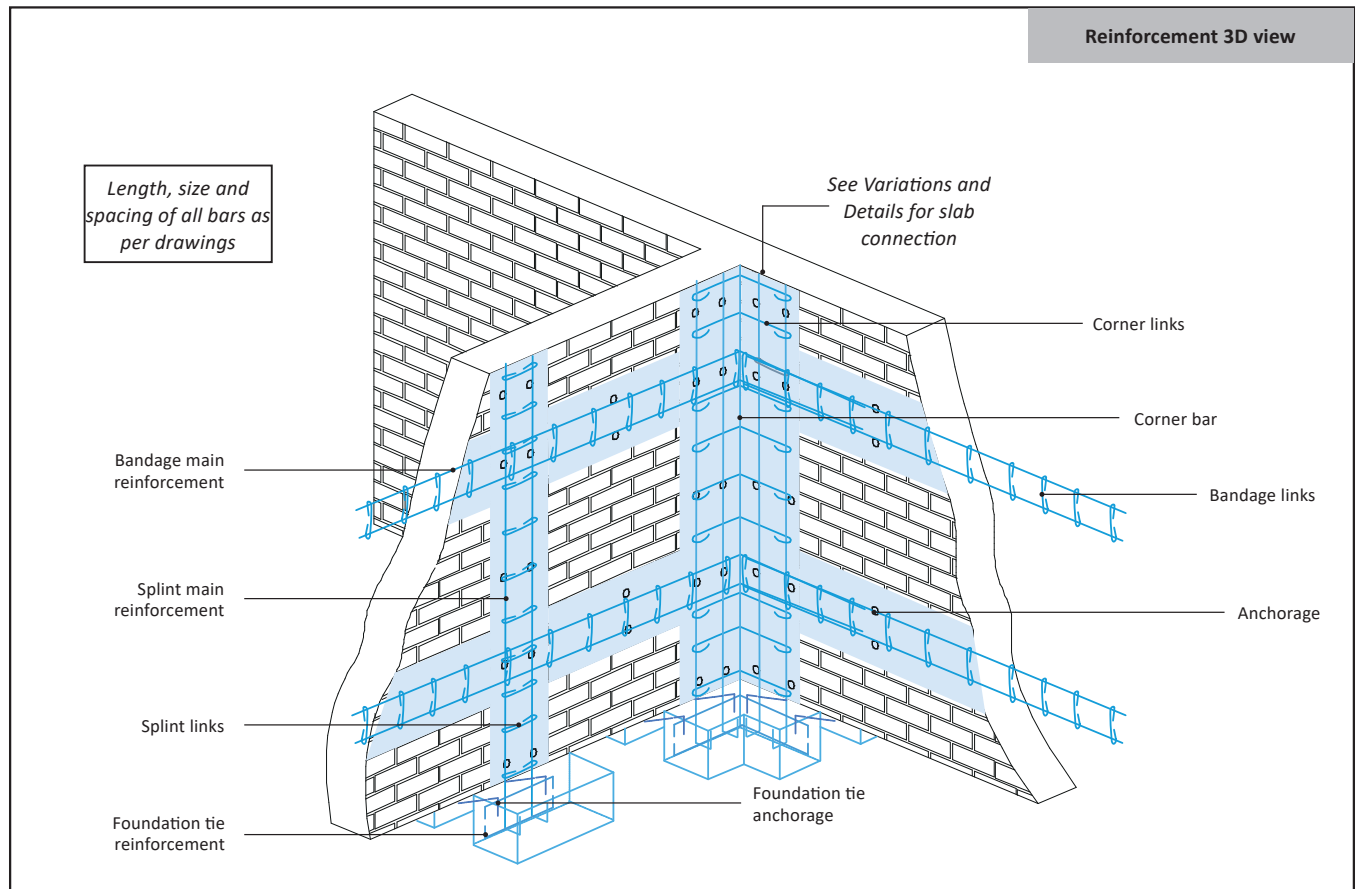 Reinforcement 3D view
Length, size and
spacing of all bars as
per drawings
See Variations and
Details for slab
connection
Corner links
Corner bar
Bandage main
reinforcement
Bandage links
Splint main
reinforcement
Anchorage
Splint links
Foundation tie
anchorage
Foundation tie
reinforcement